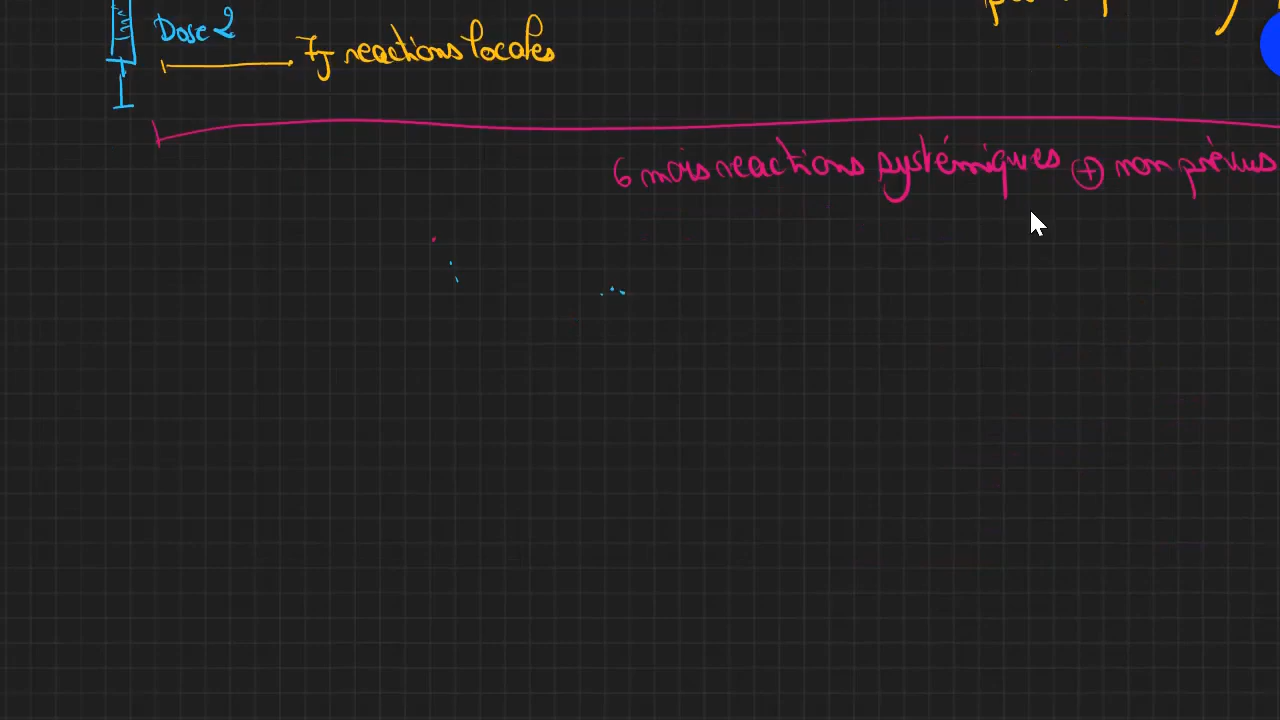 Dose 2
7J reactions locales
6 mois reactions systémiques + non prévus